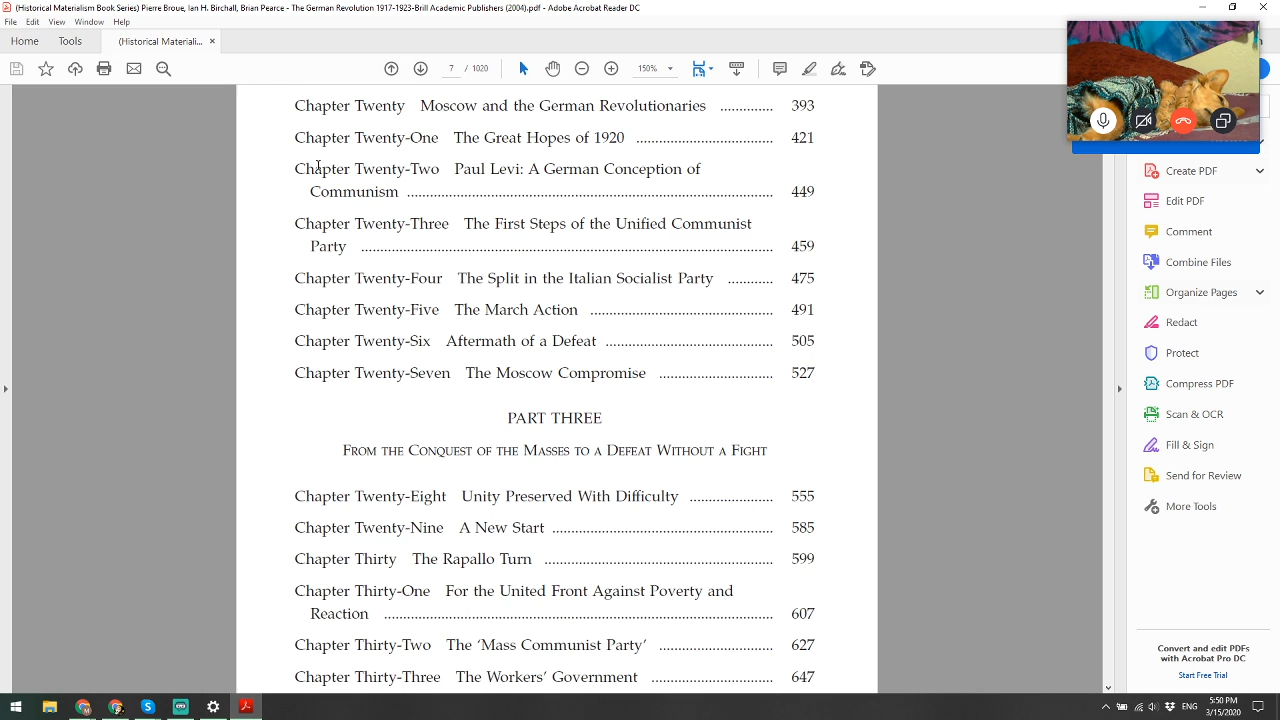 (Historical Materialism Book Series) Pierre Broue, Ian H. Birchall, Brian Pearce - The German Revolution, 1917-1923-Brill Academic Publishers (2004).pdf - Adobe Acrobat Reader DC
File Edit View Window Help
Home Tools (Historical Materiali... ×
7 / 1020 150%
Chapter Twenty Moscow and the German Revolutionaries .............. 393
Chapter Twenty-One The Great Hopes of 1920 .............. 421
Chapter Twenty-Two Paul Levi: A German Conception of
Communism .............. 449
Chapter Twenty-Three The First Steps of the Unified Communist
Party .............. 459
Chapter Twenty-Four The Split in the Italian Socialist Party .............. 475
Chapter Twenty-Five The March Action .............. 491
Chapter Twenty-Six Aftermath of a Defeat .............. 505
Chapter Twenty-Seven The Moscow Compromise .............. 527
PART THREE
From the Conquest of the Masses to a Defeat Without a Fight
Chapter Twenty-Eight Unity Preserved With Difficulty .............. 555
Chapter Twenty-Nine A New Start .............. 585
Chapter Thirty The Rapallo Turn .............. 599
Chapter Thirty-One For the United Front Against Poverty and
Reaction .............. 607
Chapter Thirty-Two The ‘Mass Communist Party’ .............. 627
Chapter Thirty-Three The Workers’ Government .............. 647
Create PDF
Edit PDF
Comment
Combine Files
Organize Pages
Redact
Protect
Compress PDF
Scan & OCR
Fill & Sign
Send for Review
More Tools
Convert and edit PDFs
with Acrobat Pro DC
Start Free Trial
ENG
5:50 PM
3/15/2020